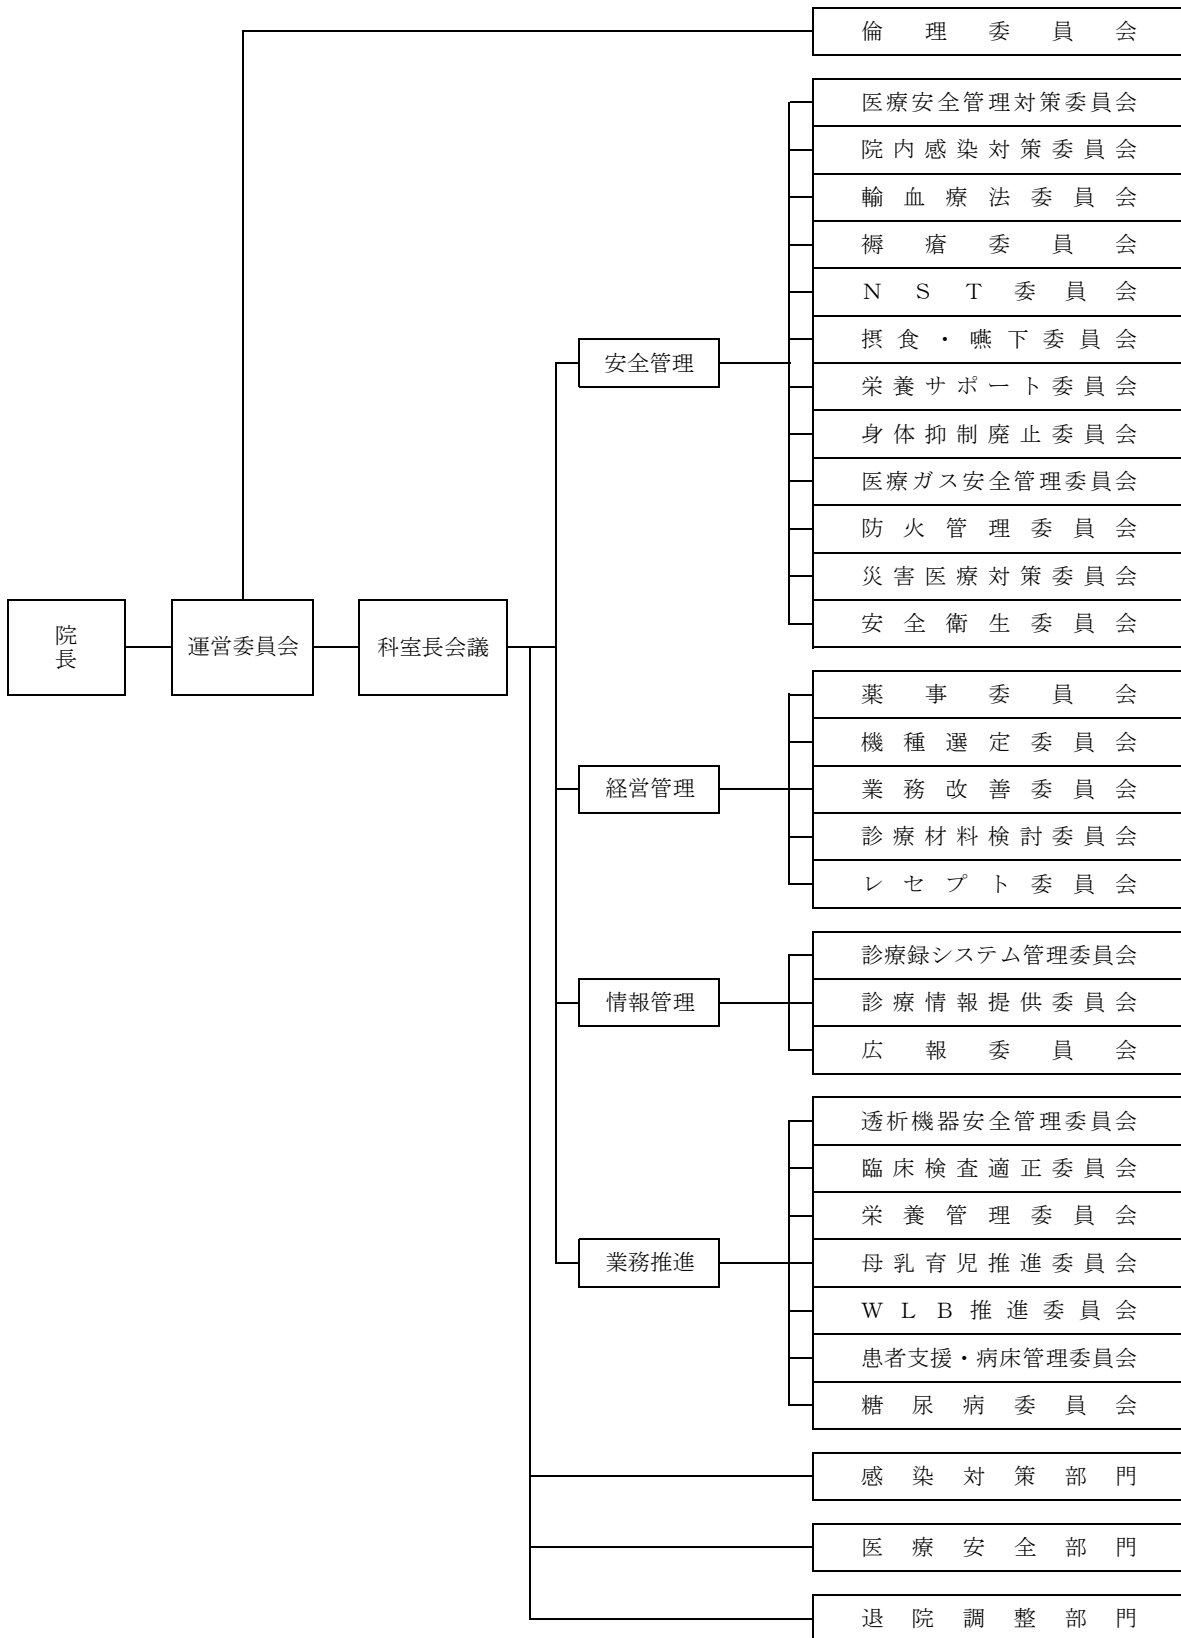 倫理委員会
医療安全管理対策委員会
院内感染対策委員会
輸血療法委員会
褥瘡委員会
ＮＳＴ委員会
摂食・嚥下委員会
安全管理
栄養サポート委員会
身体抑制廃止委員会
医療ガス安全管理委員会
防火管理委員会
災害医療対策委員会
安全衛生委員会
院
長
運営委員会
科室長会議
薬事委員会
機種選定委員会
経営管理
業務改善委員会
診療材料検討委員会
レセプト委員会
診療録システム管理委員会
情報管理
診療情報提供委員会
広報委員会
透析機器安全管理委員会
臨床検査適正委員会
栄養管理委員会
業務推進
母乳育児推進委員会
ＷＬＢ推進委員会
患者支援・病床管理委員会
糖尿病委員会
感染対策部門
医療安全部門
退院調整部門